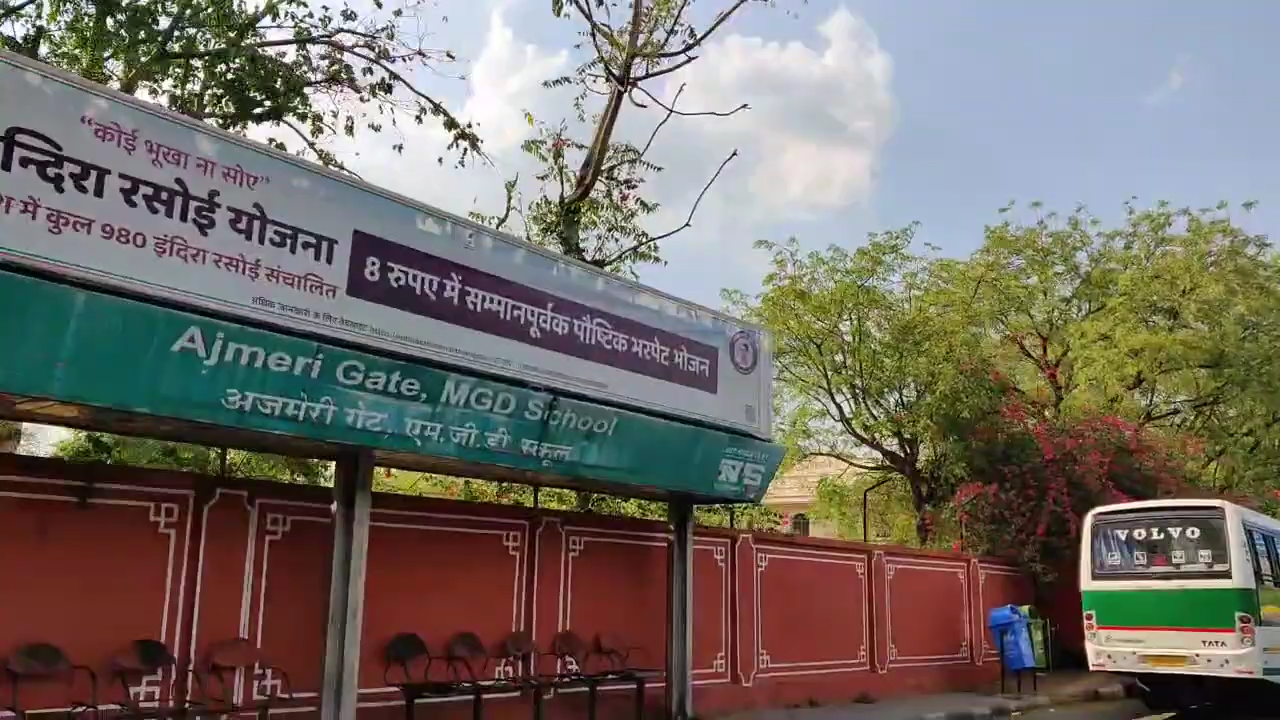 “कोई भूखा ना सोए”
न्दिरा रसोई योजना
में कुल 980 इंदिरा रसोई संचालित
8 रुपए में सम्मानपूर्वक पौष्टिक भरपेट भोजन
Ajmeri Gate, MGD School
अजमेरी गेट, एम.जी.डी स्कूल
NS
VOLVO
TATA